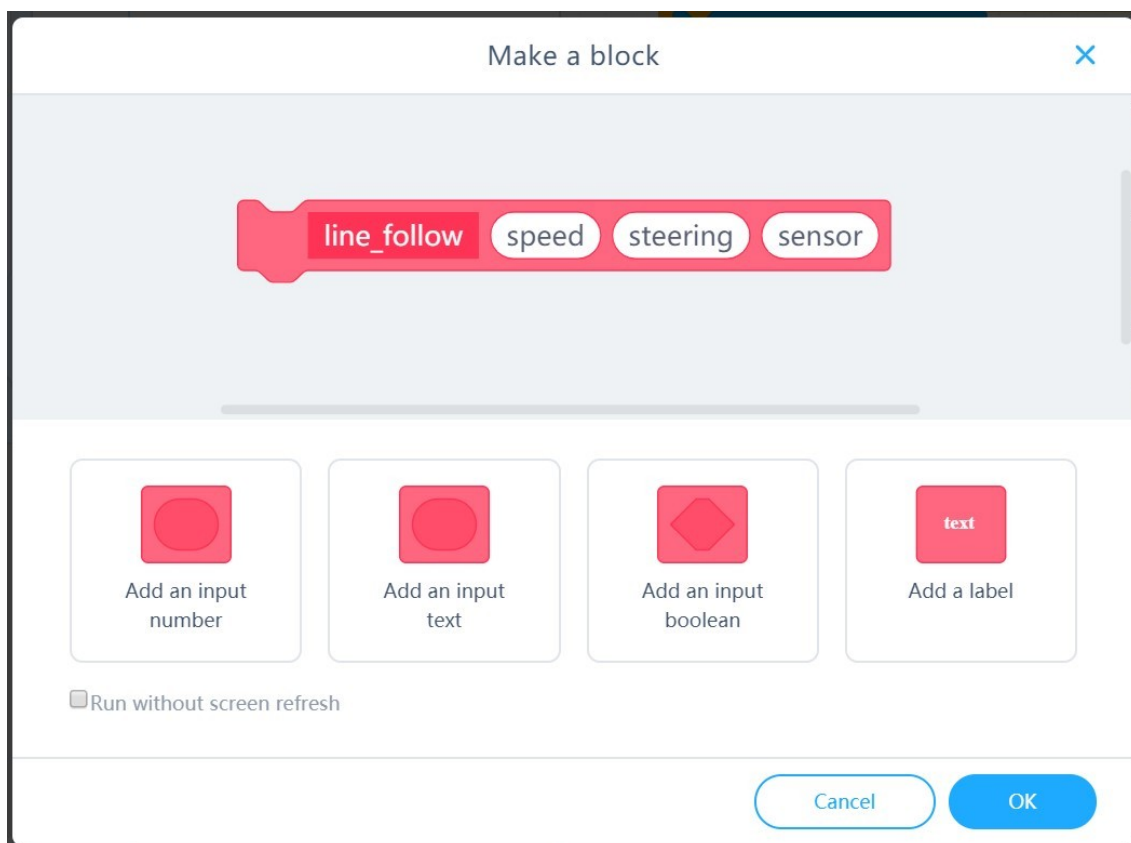 Make a block
line_follow speed steering sensor
Add an input
number
Add an input
text
Add an input
boolean
text
Add a label
Run without screen refresh
Cancel OK